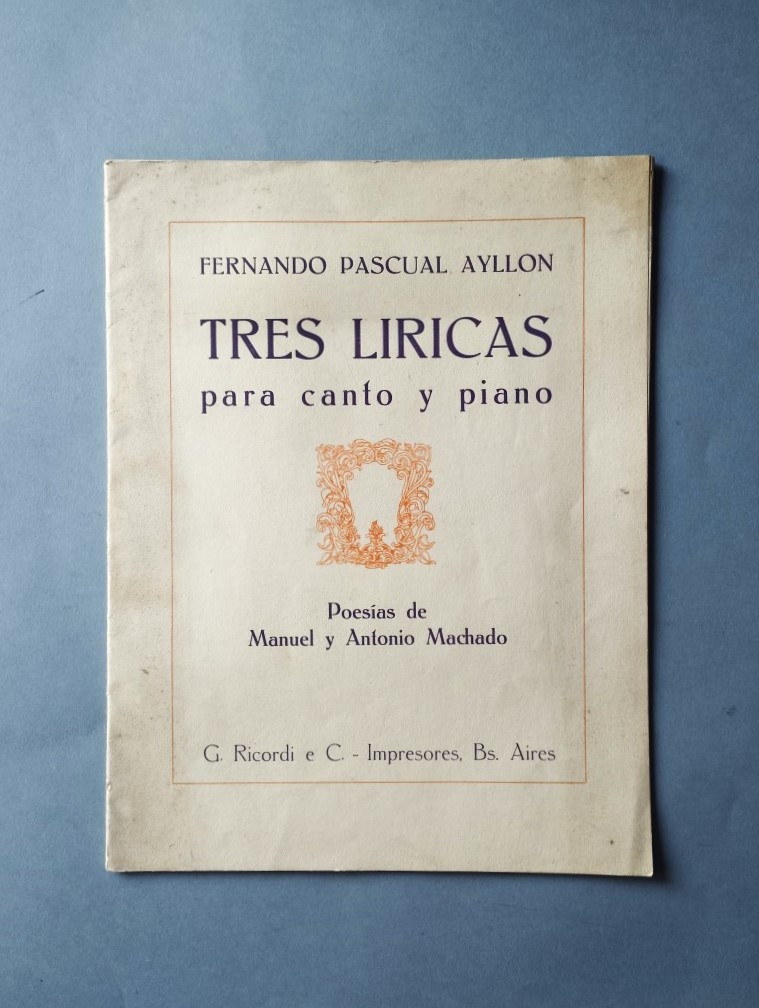 FERNANDO PASCUAL AYLLON
TRES LIRICAS
para canto y piano
Poesías de
Manuel y Antonio Machado
G. Ricordi e C. - Impresores, Bs. Aires